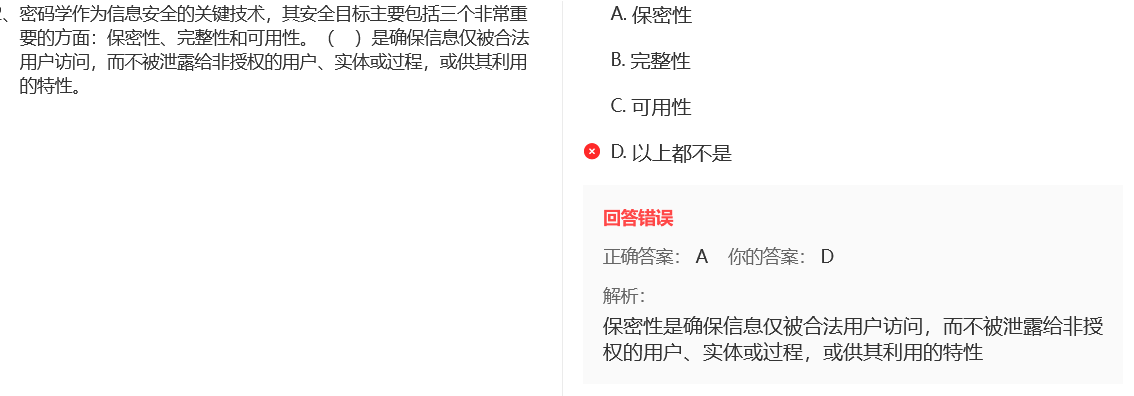 2、密码学作为信息安全的关键技术，其安全目标主要包括三个非常重
要的方面：保密性、完整性和可用性。（　）是确保信息仅被合法
用户访问，而不被泄露给非授权的用户、实体或过程，或供其利用
的特性。
A. 保密性
B. 完整性
C. 可用性
D. 以上都不是
回答错误
正确答案： A 你的答案： D
解析：
保密性是确保信息仅被合法用户访问，而不被泄露给非授
权的用户、实体或过程，或供其利用的特性